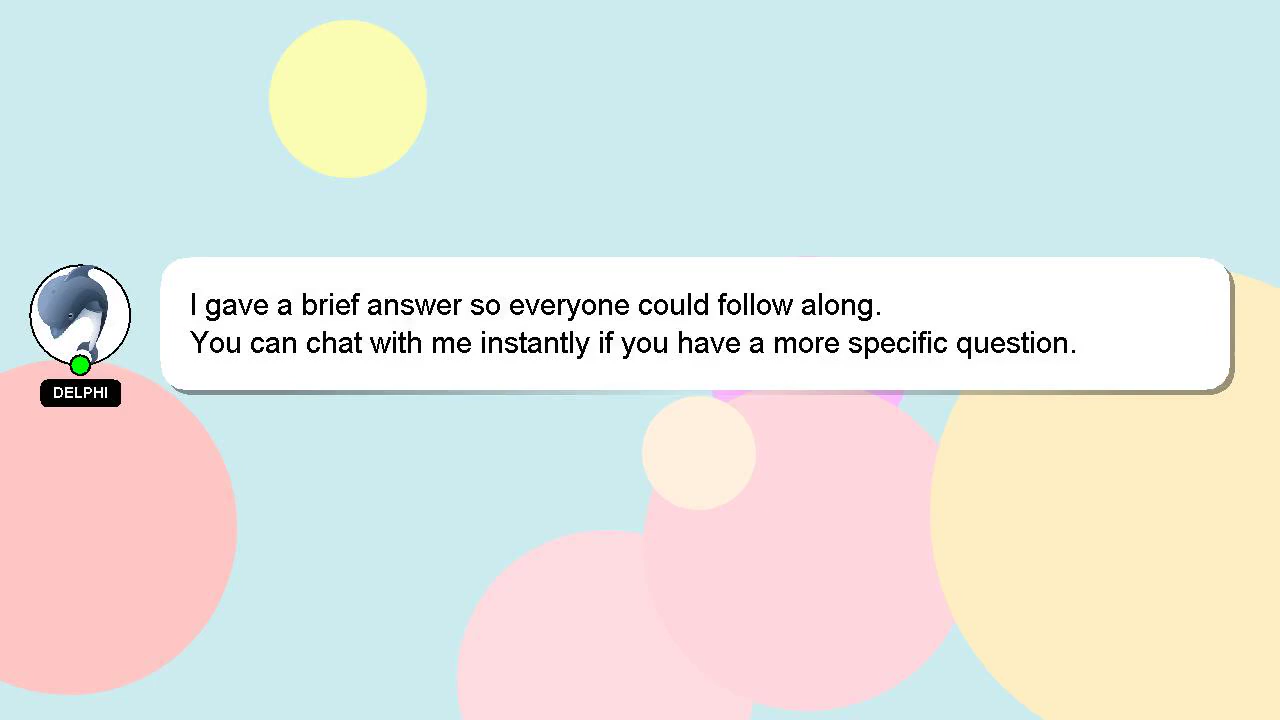 I gave a brief answer so everyone could follow along.
You can chat with me instantly if you have a more specific question.
DELPHI